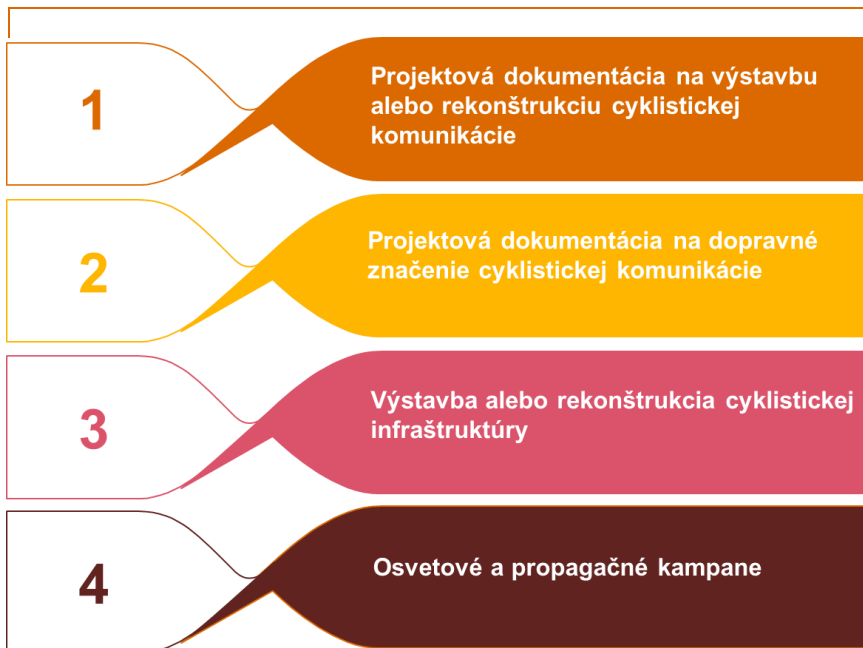 1
Projektová dokumentácia na výstavbu
alebo rekonštrukciu cyklistickej
komunikácie
2
Projektová dokumentácia na dopravné
značenie cyklistickej komunikácie
3
Výstavba alebo rekonštrukcia cyklistickej
infraštruktúry
4
Osvetové a propagačné kampane